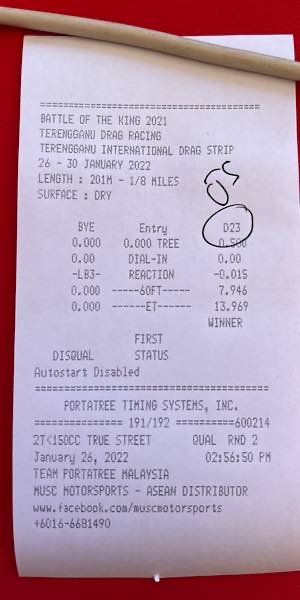 BATTLE OF THE KING 2021
TERENGGANU DRAG RACING
TERENGGANU INTERNATIONAL DRAG STRIP
26 - 30 JANUARY 2022
LENGTH : 201M - 1/8 MILES
SURFACE : DRY
BYE Entry D23
0.000 0.000 TREE 0.500
0.00 DIAL-IN 0.00
-LB3- REACTION -0.015
0.000 ------60FT------ 7.946
0.000 ------ET------ 13.969
WINNER
FIRST
DISQUAL STATUS
Autostart Disabled
PORTATREE TIMING SYSTEMS, INC.
=============== 191/192 ==========600214
2T<150CC TRUE STREET QUAL RND 2
January 26, 2022 02:56:50 PM
TEAM PORTATREE MALAYSIA
MUSC MOTORSPORTS - ASEAN DISTRIBUTOR
www.facebook.com/muscmotorsports
+6016-6681490